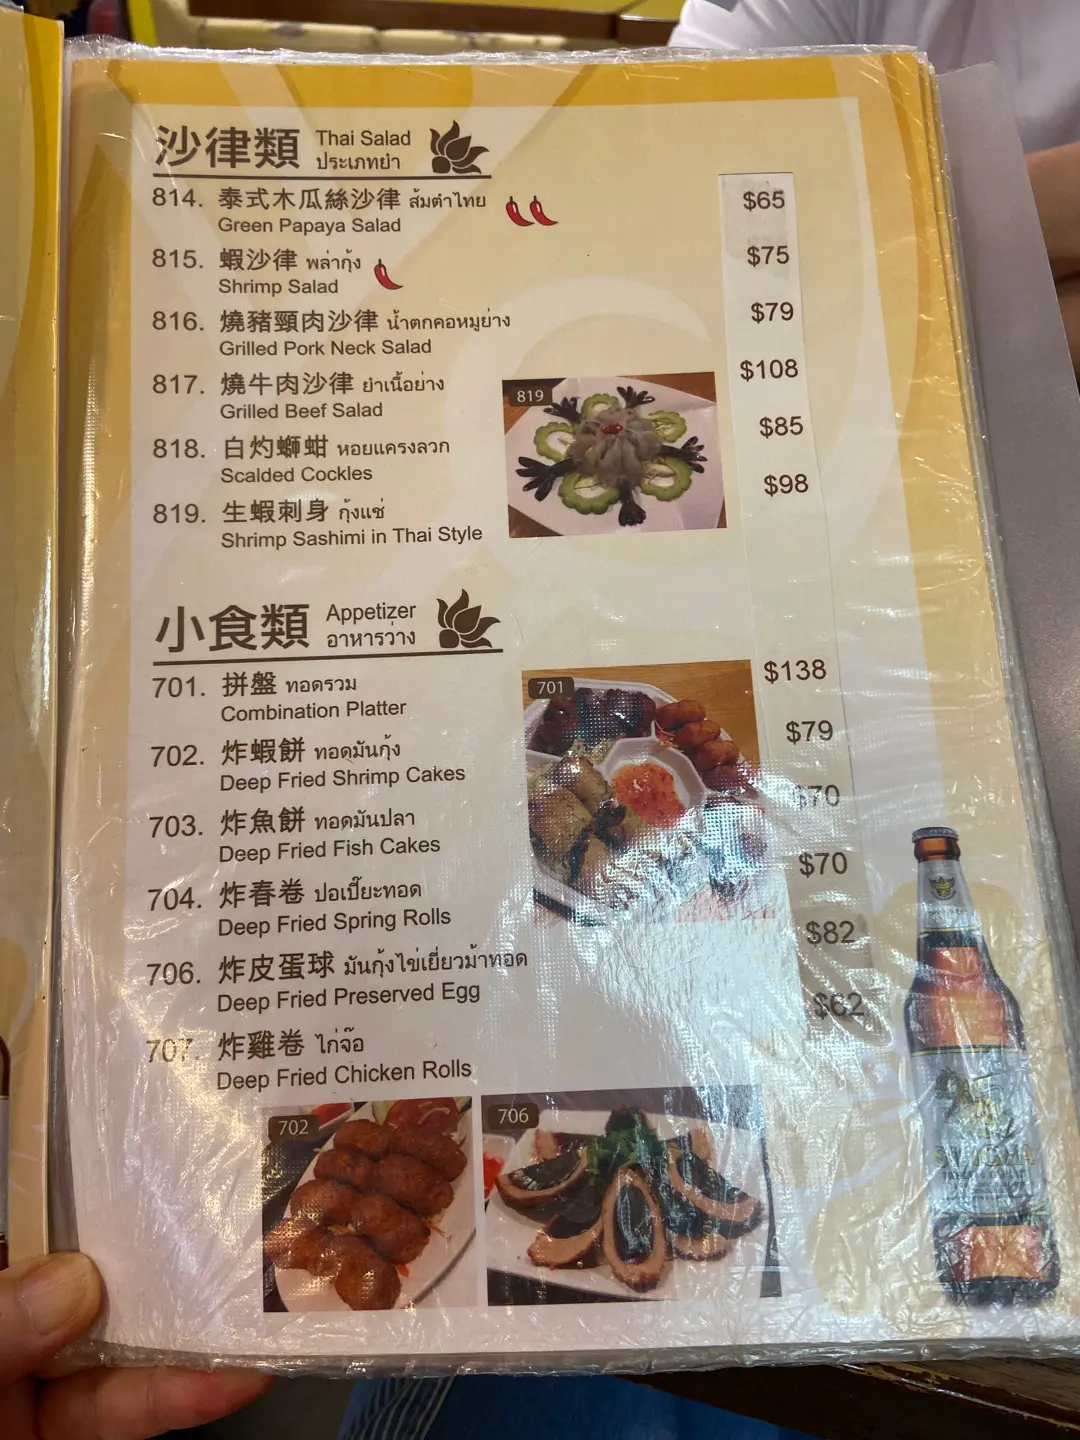 沙律類 Thai Salad
ประเภทยำ
814. 泰式木瓜絲沙律 ส้มตำไทย $65
Green Papaya Salad
815. 蝦沙律 พล่ากุ้ง $75
Shrimp Salad
816. 燒豬頸肉沙律 น้ำตกคอหมูย่าง $79
Grilled Pork Neck Salad
817. 燒牛肉沙律 ยำเนื้อย่าง $108
Grilled Beef Salad
818. 白灼螄蚶 หอยแครงลวก $85
Scalded Cockles
819. 生蝦刺身 กุ้งแช่ $98
Shrimp Sashimi in Thai Style
819
小食類 Appetizer
อาหารว่าง
701. 拼盤 ทอดรวม $138
Combination Platter
702. 炸蝦餅 ทอดมันกุ้ง $79
Deep Fried Shrimp Cakes
703. 炸魚餅 ทอดมันปลา $70
Deep Fried Fish Cakes
704. 炸春卷 ปอเปี๊ยะทอด $70
Deep Fried Spring Rolls
706. 炸皮蛋球 มันกุ้งไข่เยี่ยวม้าทอด $82
Deep Fried Preserved Egg
707. 炸雞卷 ไก่จ๊อ $62
Deep Fried Chicken Rolls
701
702
706
SINGHA